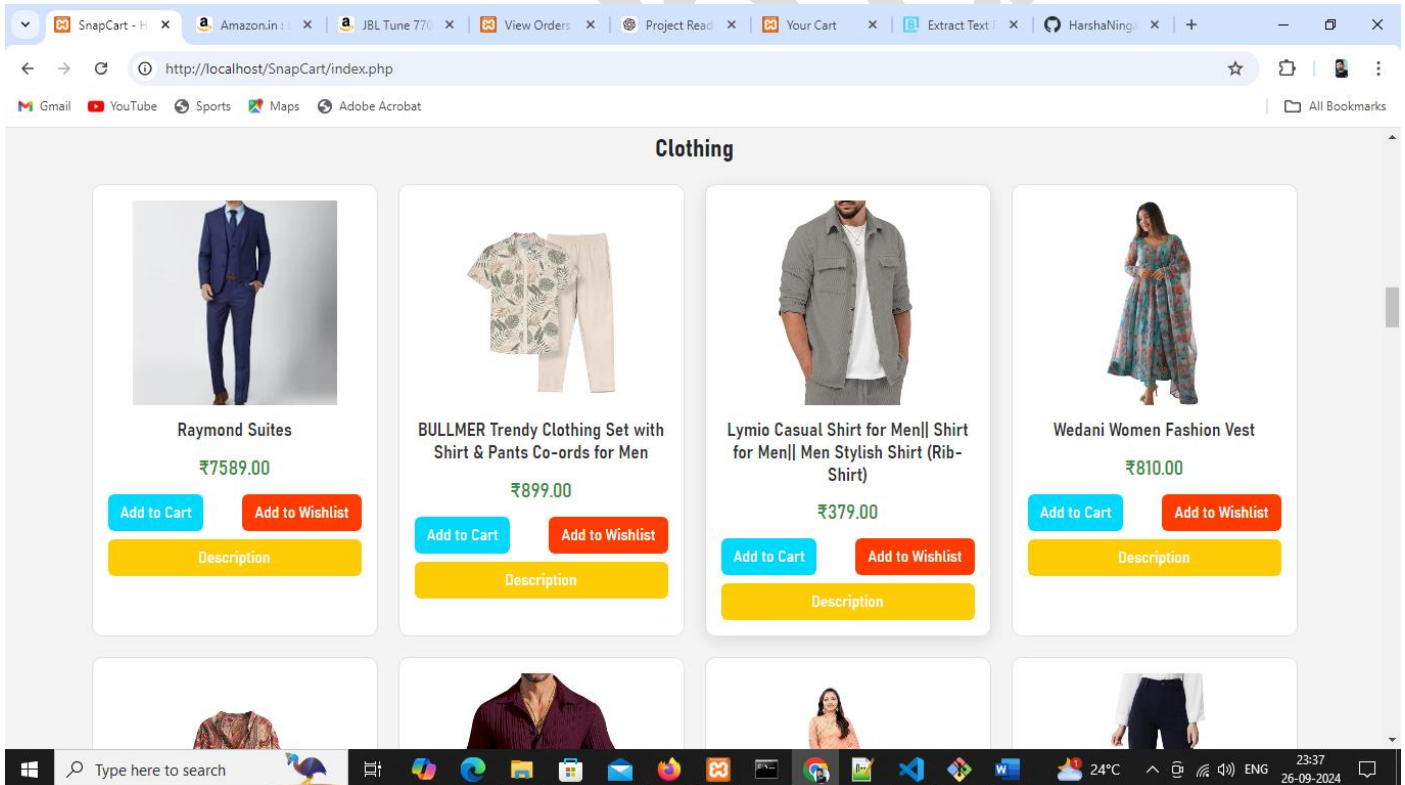 SnapCart - H
Amazon.in :
JBL Tune 770
View Orders
Project Read
Your Cart
Extract Text
HarshaNinga
http://localhost/SnapCart/index.php
Gmail
YouTube
Sports
Maps
Adobe Acrobat
All Bookmarks
Clothing
Raymond Suites
₹7589.00
Add to Cart
Add to Wishlist
Description
BULLMER Trendy Clothing Set with
Shirt & Pants Co-ords for Men
₹899.00
Add to Cart
Add to Wishlist
Description
Lymio Casual Shirt for Men|| Shirt
for Men|| Men Stylish Shirt (Rib-
Shirt)
₹379.00
Add to Cart
Add to Wishlist
Description
Wedani Women Fashion Vest
₹810.00
Add to Cart
Add to Wishlist
Description
Type here to search
24°C
ENG
23:37
26-09-2024